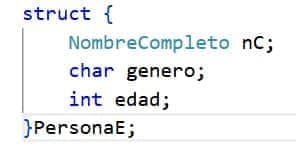 struct {
NombreCompleto nC;
char genero;
int edad;
}PersonaE;